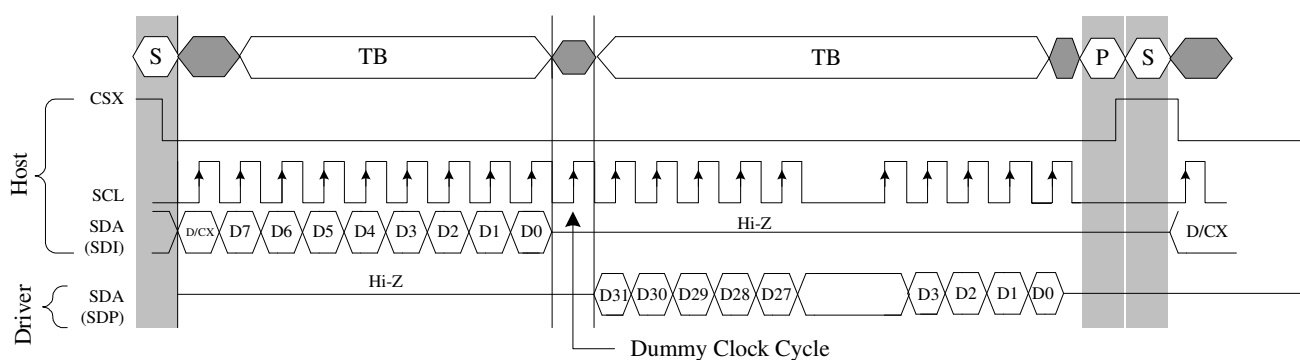 S TB TB P S
CSX
Host
SCL
SDA
(SDI)
D/CX D7 D6 D5 D4 D3 D2 D1 D0 Hi-Z D/CX
Driver
SDA
(SDP)
Hi-Z D31 D30 D29 D28 D27 D3 D2 D1 D0
Dummy Clock Cycle